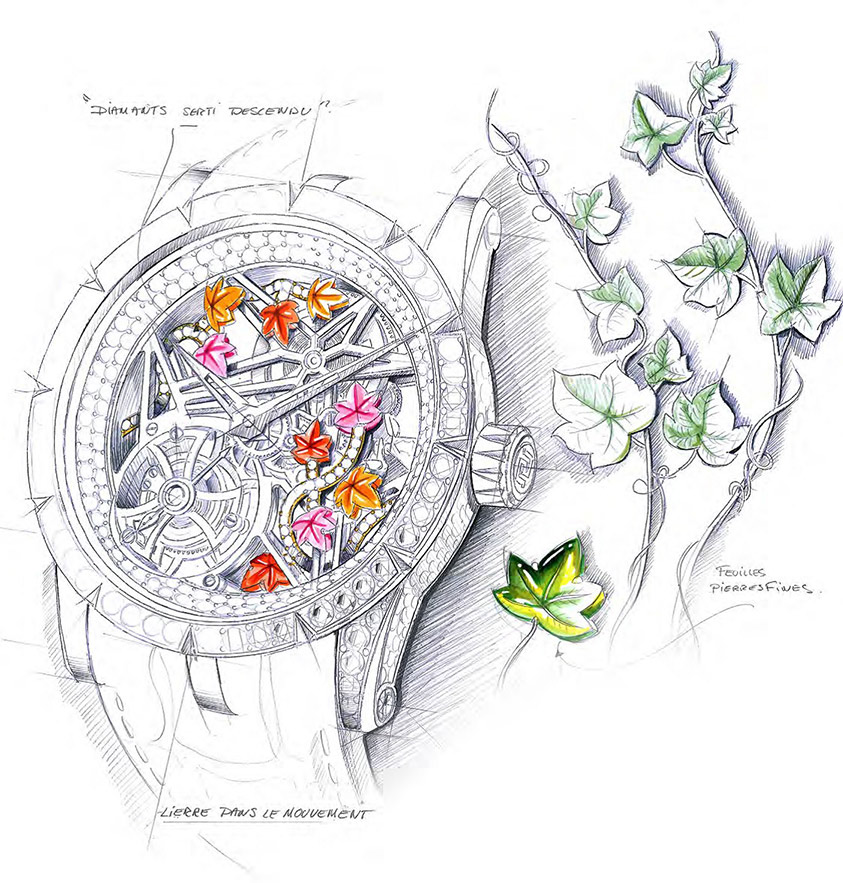 "DIAMANTS SERTI DESCENDU".
FEUILLES
PIERRES FINES.
LIERRE DANS LE MOUVEMENT